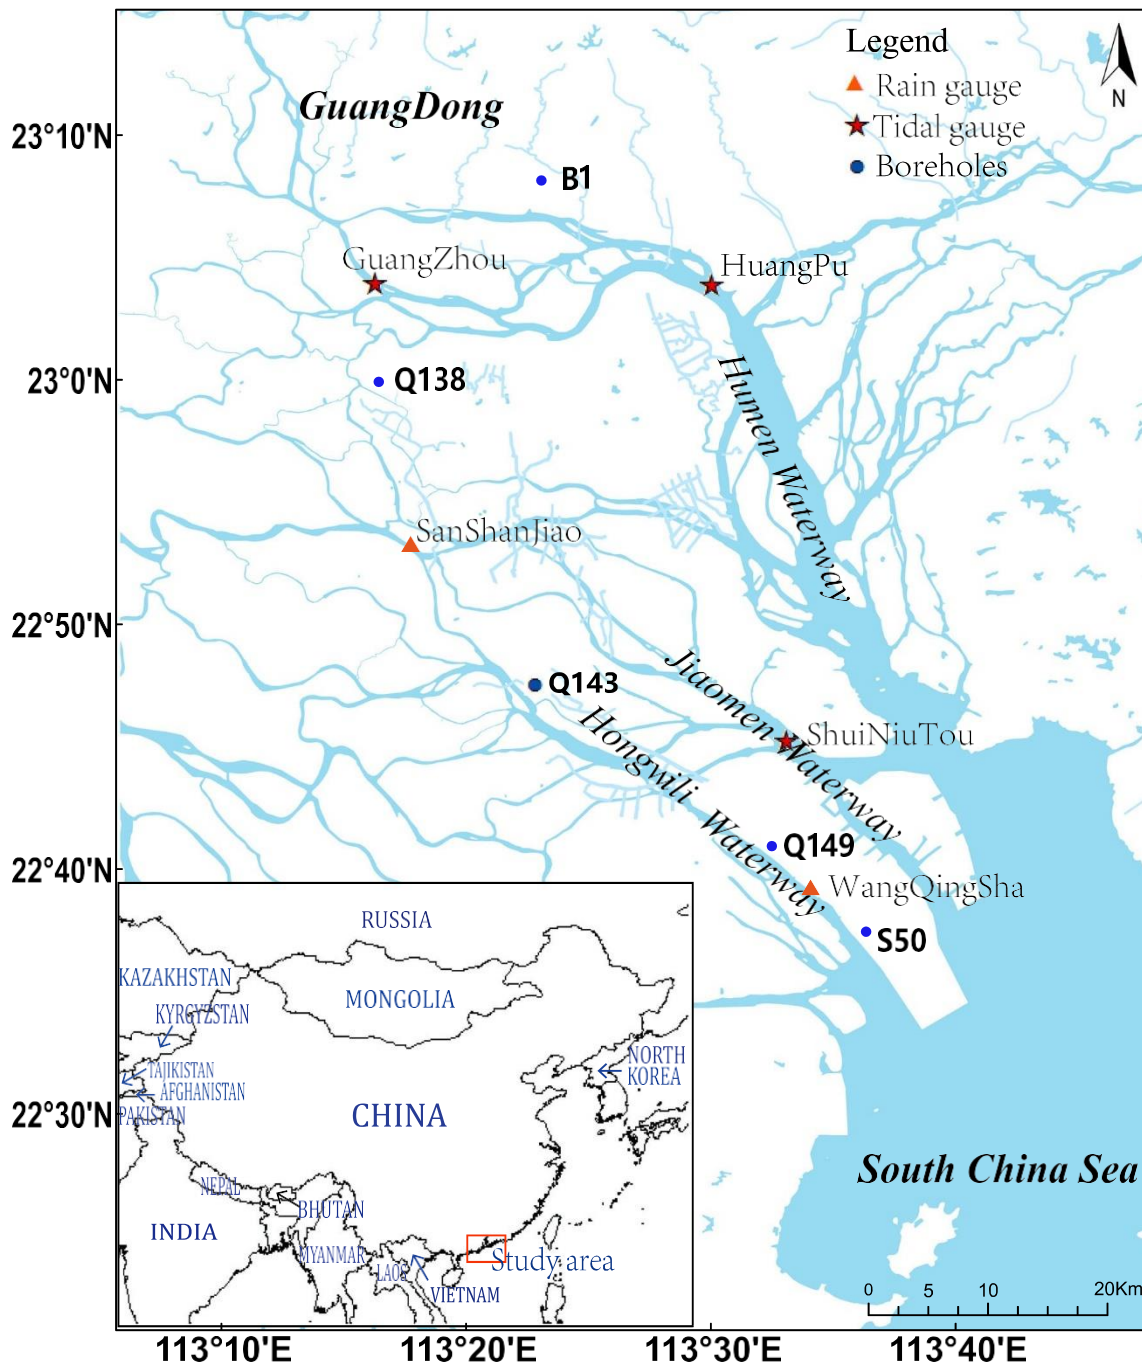 Legend
Rain gauge
Tidal gauge
Boreholes
N
GuangDong
23°10'N
B1
GuangZhou
HuangPu
23°0'N
Q138
Humen Waterway
SanShanJiao
22°50'N
Q143
Jiaomen Waterway
ShuiNiuTou
Hongwili Waterway
Q149
22°40'N
WangQingSha
S50
RUSSIA
KAZAKHSTAN
MONGOLIA
KYRGYZSTAN
NORTH
KOREA
TAJIKISTAN
AFGHANISTAN
PAKISTAN
CHINA
22°30'N
South China Sea
NEPAL
BHUTAN
INDIA
MYANMAR
LAOS
Study area
VIETNAM
0 5 10 20Km
113°10'E 113°20'E 113°30'E 113°40'E